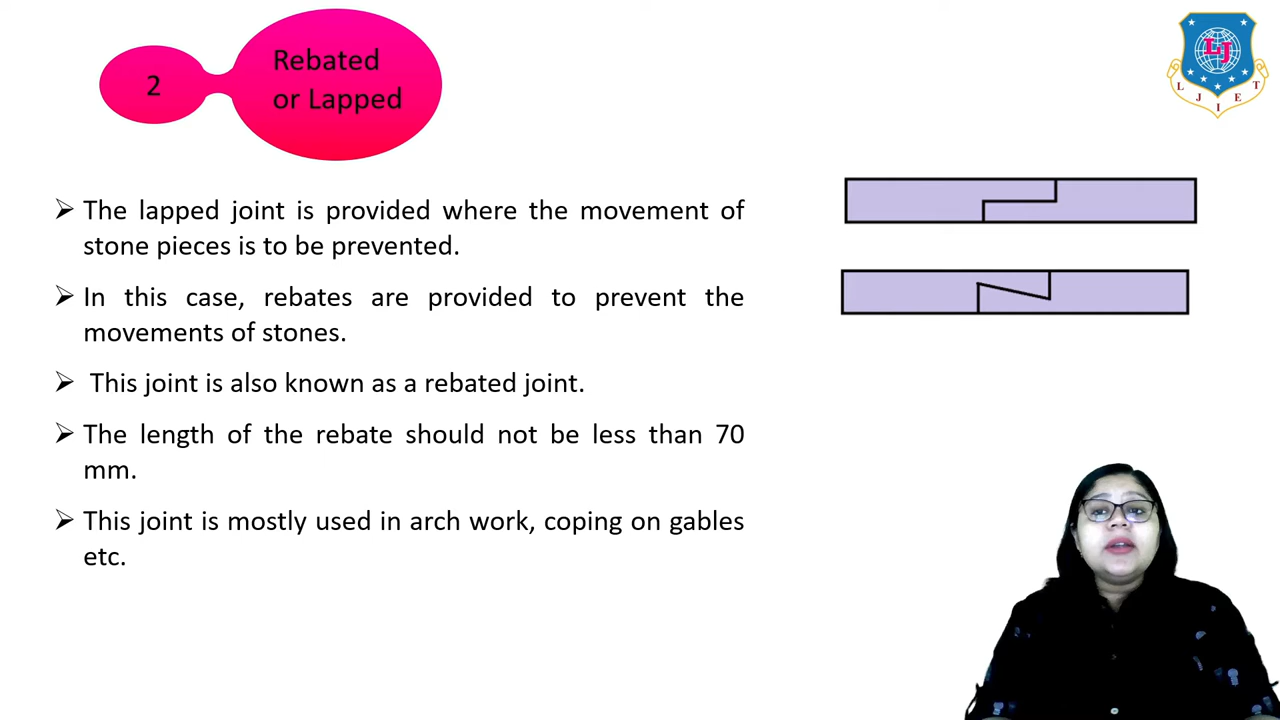 2
Rebated
or Lapped
LJ
L J I E T
➢ The lapped joint is provided where the movement of
stone pieces is to be prevented.
➢ In this case, rebates are provided to prevent the
movements of stones.
➢ This joint is also known as a rebated joint.
➢ The length of the rebate should not be less than 70
mm.
➢ This joint is mostly used in arch work, coping on gables
etc.